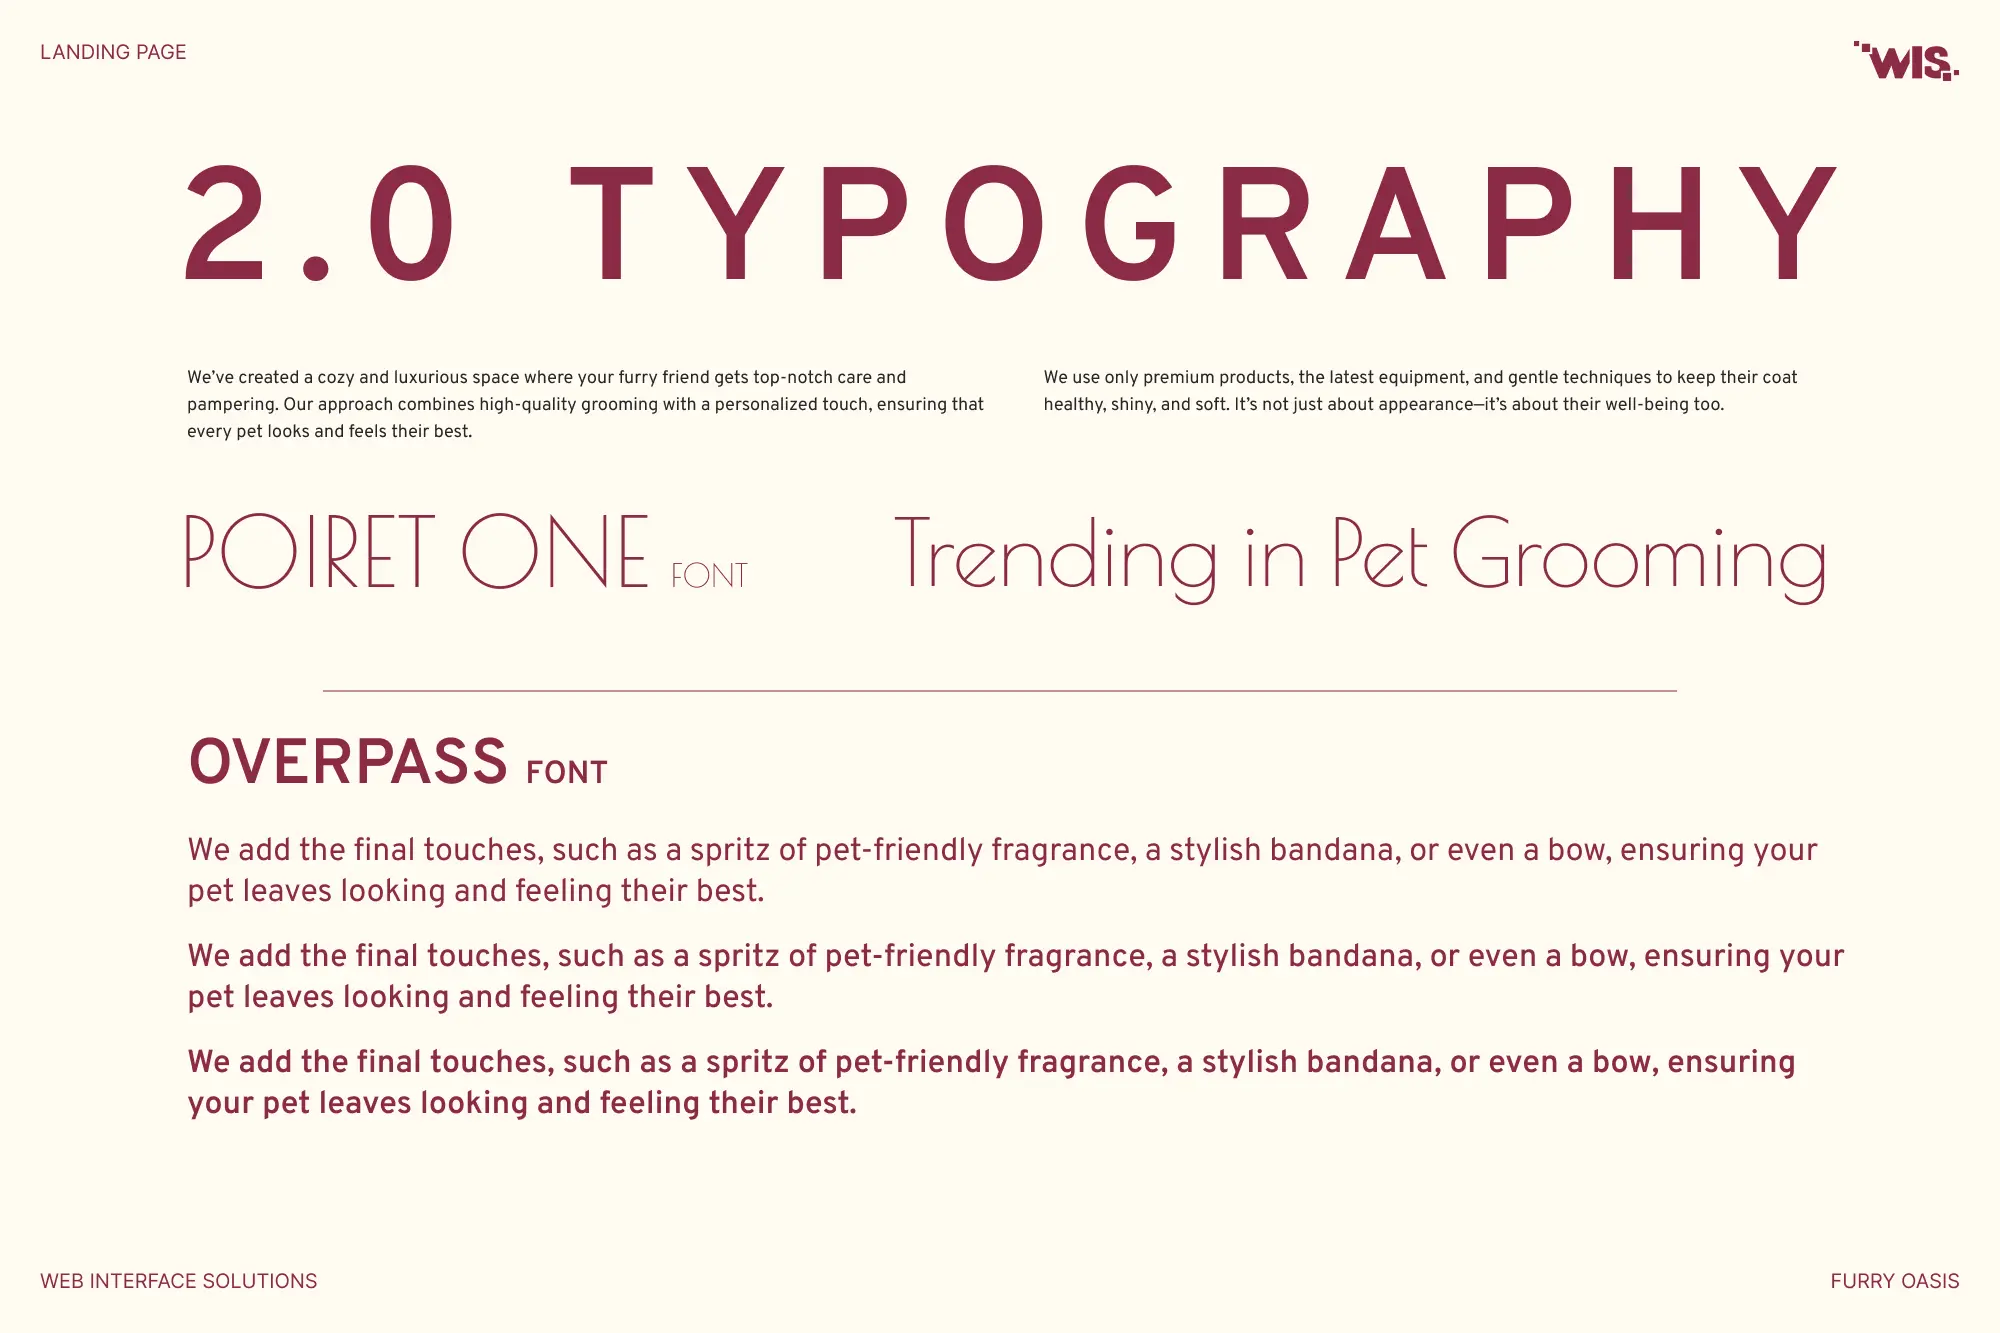 LANDING PAGE
WIS.
2.0 TYPOGRAPHY
We’ve created a cozy and luxurious space where your furry friend gets top-notch care and
pampering. Our approach combines high-quality grooming with a personalized touch, ensuring that
every pet looks and feels their best.
We use only premium products, the latest equipment, and gentle techniques to keep their coat
healthy, shiny, and soft. It’s not just about appearance—it’s about their well-being too.
POIRET ONE FONT
Trending in Pet Grooming
OVERPASS FONT
We add the final touches, such as a spritz of pet-friendly fragrance, a stylish bandana, or even a bow, ensuring your
pet leaves looking and feeling their best.
We add the final touches, such as a spritz of pet-friendly fragrance, a stylish bandana, or even a bow, ensuring your
pet leaves looking and feeling their best.
We add the final touches, such as a spritz of pet-friendly fragrance, a stylish bandana, or even a bow, ensuring
your pet leaves looking and feeling their best.
WEB INTERFACE SOLUTIONS
FURRY OASIS